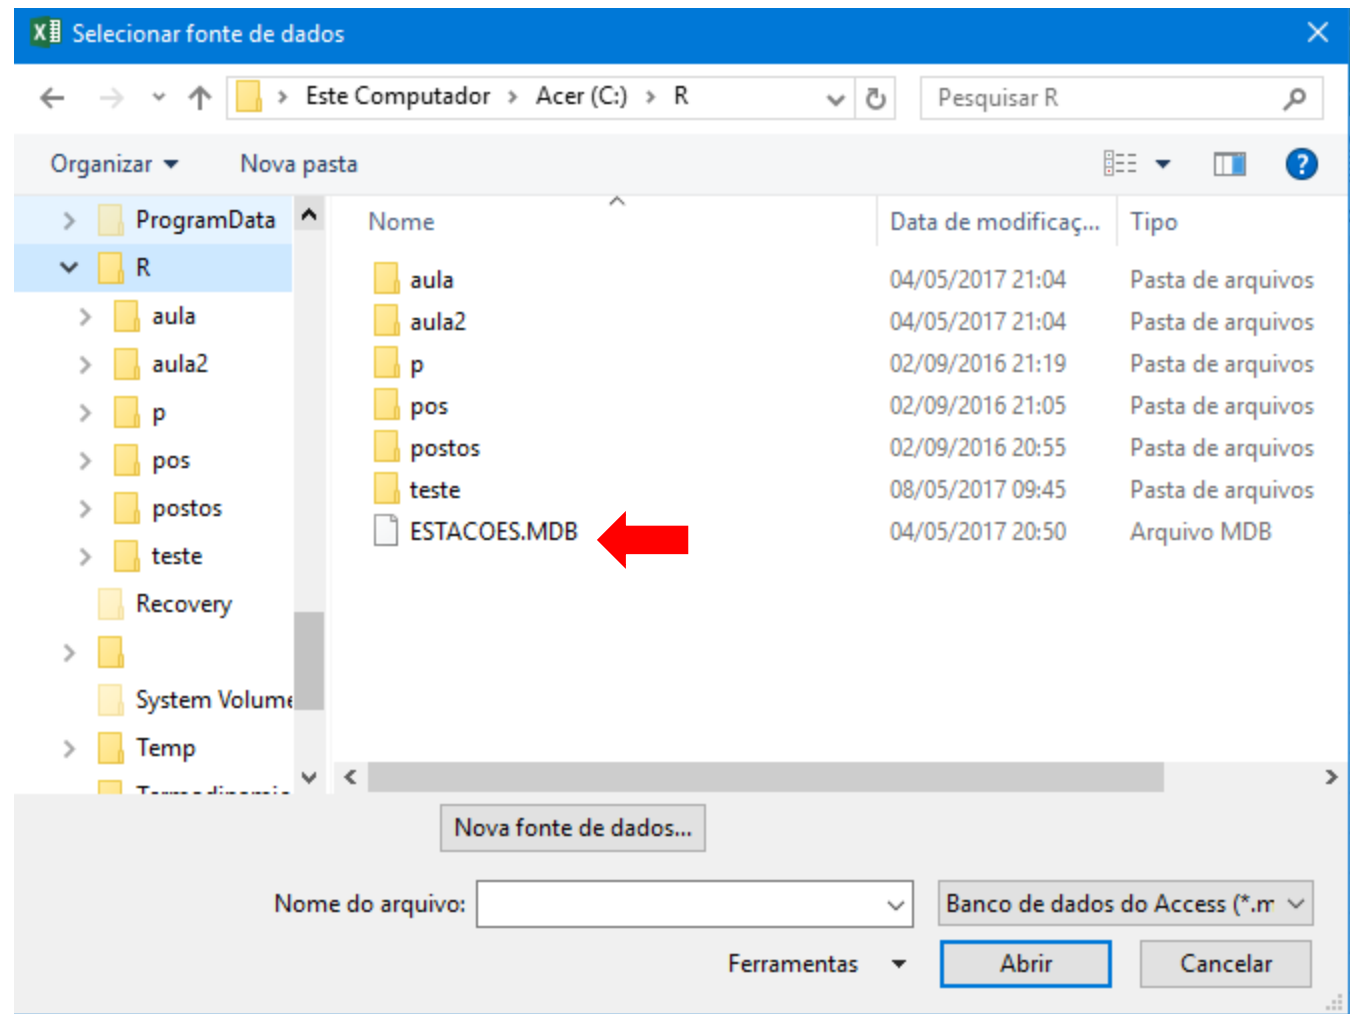 Selecionar fonte de dados
Este Computador > Acer (C:) > R
Pesquisar R
Organizar
Nova pasta
ProgramData
R
aula
aula2
p
pos
postos
teste
Recovery
System Volume
Temp
Nome Data de modificaç... Tipo
aula 04/05/2017 21:04 Pasta de arquivos
aula2 04/05/2017 21:04 Pasta de arquivos
p 02/09/2016 21:19 Pasta de arquivos
pos 02/09/2016 21:05 Pasta de arquivos
postos 02/09/2016 20:55 Pasta de arquivos
teste 08/05/2017 09:45 Pasta de arquivos
ESTACOES.MDB 04/05/2017 20:50 Arquivo MDB
Nova fonte de dados...
Nome do arquivo:
Banco de dados do Access (*.m
Ferramentas
Abrir
Cancelar